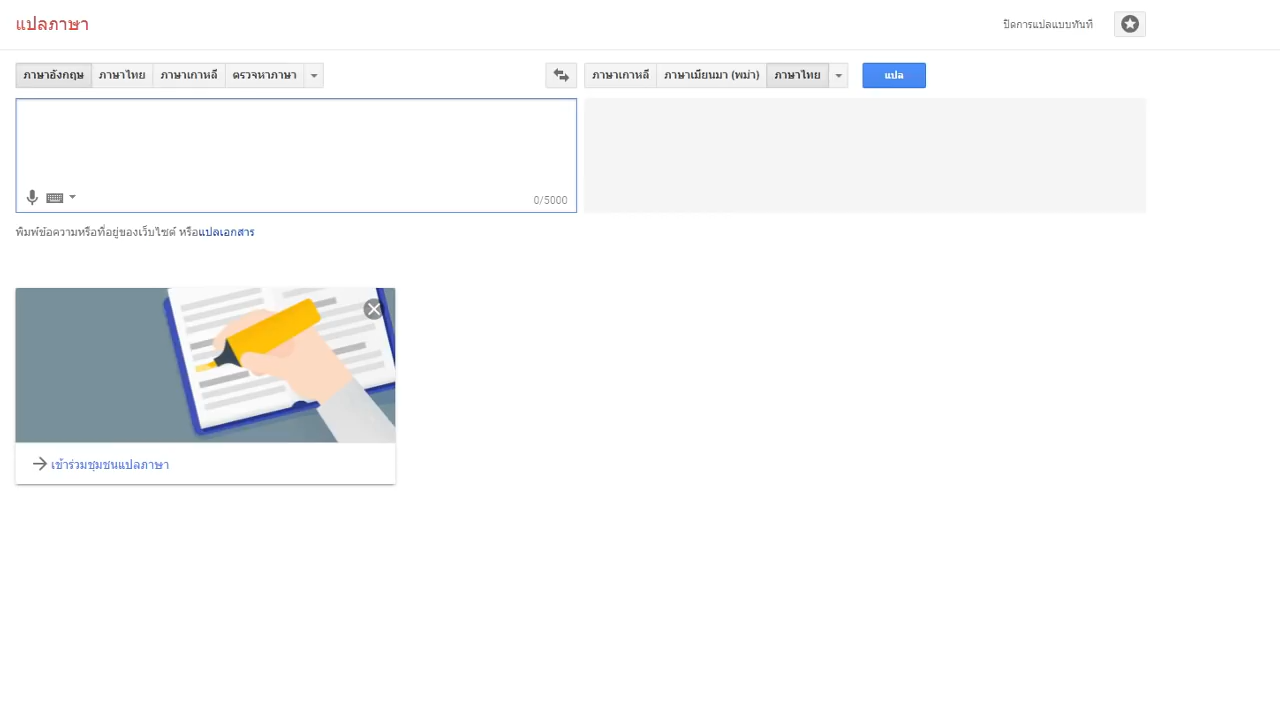 แปลภาษา
ปิดการแปลแบบทันที
ภาษาอังกฤษ ภาษาไทย ภาษาเกาหลี ตรวจหาภาษา
ภาษาเกาหลี ภาษาเมียนมา (พม่า) ภาษาไทย แปล
0/5000
พิมพ์ข้อความหรือที่อยู่ของเว็บไซต์ หรือแปลเอกสาร
เข้าร่วมชุมชนแปลภาษา